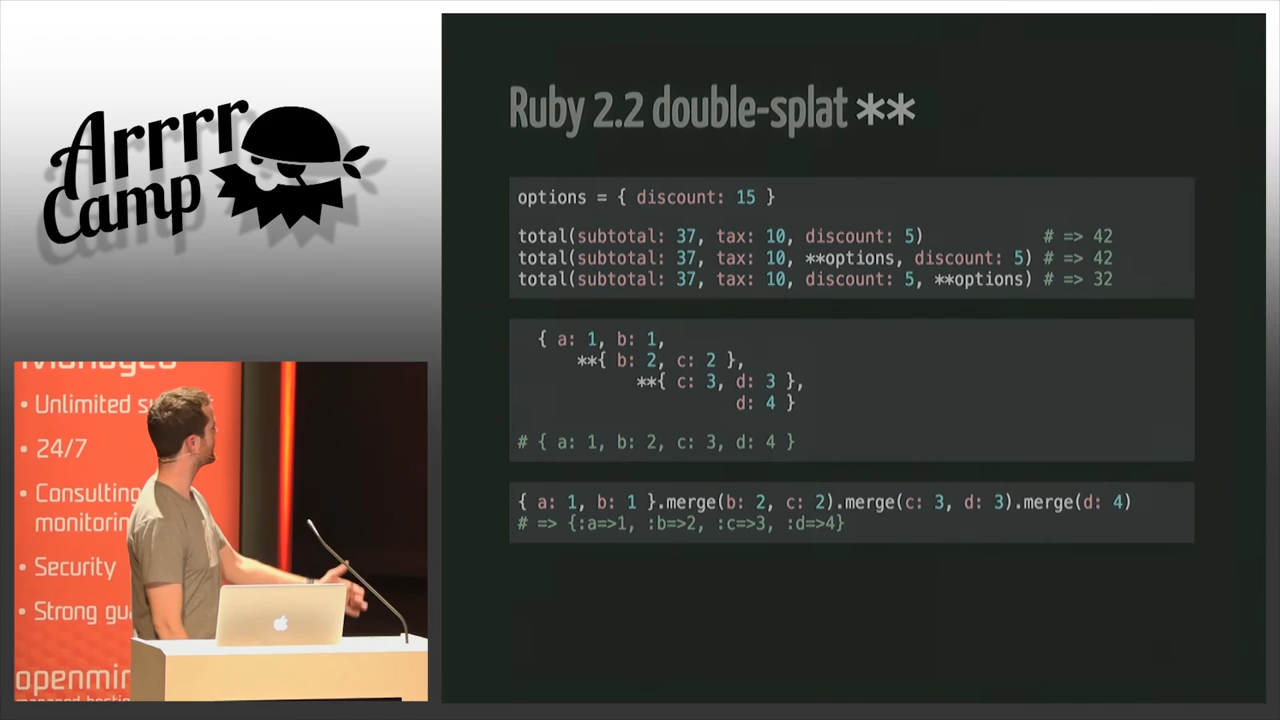 Arrrr
Camp
Ruby 2.2 double-splat **
options = { discount: 15 }
total(subtotal: 37, tax: 10, discount: 5) # => 42
total(subtotal: 37, tax: 10, **options, discount: 5) # => 42
total(subtotal: 37, tax: 10, discount: 5, **options) # => 32
{ a: 1, b: 1,
**{ b: 2, c: 2 },
**{ c: 3, d: 3 },
d: 4 }
# { a: 1, b: 2, c: 3, d: 4 }
{ a: 1, b: 1 }.merge(b: 2, c: 2).merge(c: 3, d: 3).merge(d: 4)
# => {:a=>1, :b=>2, :c=>3, :d=>4}
Managed
• Unlimited
• 24/7
• Consulting
monitorin
• Security
• Strong
openmin